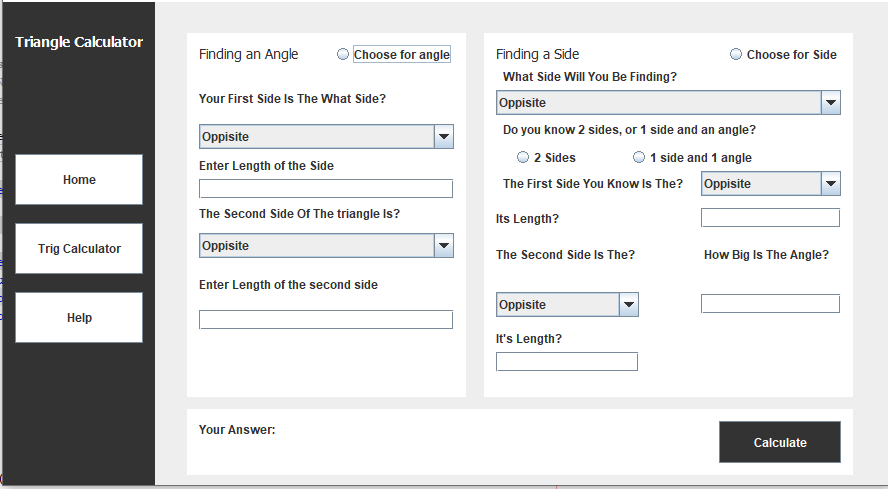 Triangle Calculator
Home
Trig Calculator
Help
Finding an Angle
Choose for angle
Your First Side Is The What Side?
Oppisite
Enter Length of the Side
The Second Side Of The triangle Is?
Oppisite
Enter Length of the second side
Finding a Side
Choose for Side
What Side Will You Be Finding?
Oppisite
Do you know 2 sides, or 1 side and an angle?
2 Sides
1 side and 1 angle
The First Side You Know Is The?
Oppisite
Its Length?
The Second Side Is The?
How Big Is The Angle?
Oppisite
It's Length?
Your Answer:
Calculate